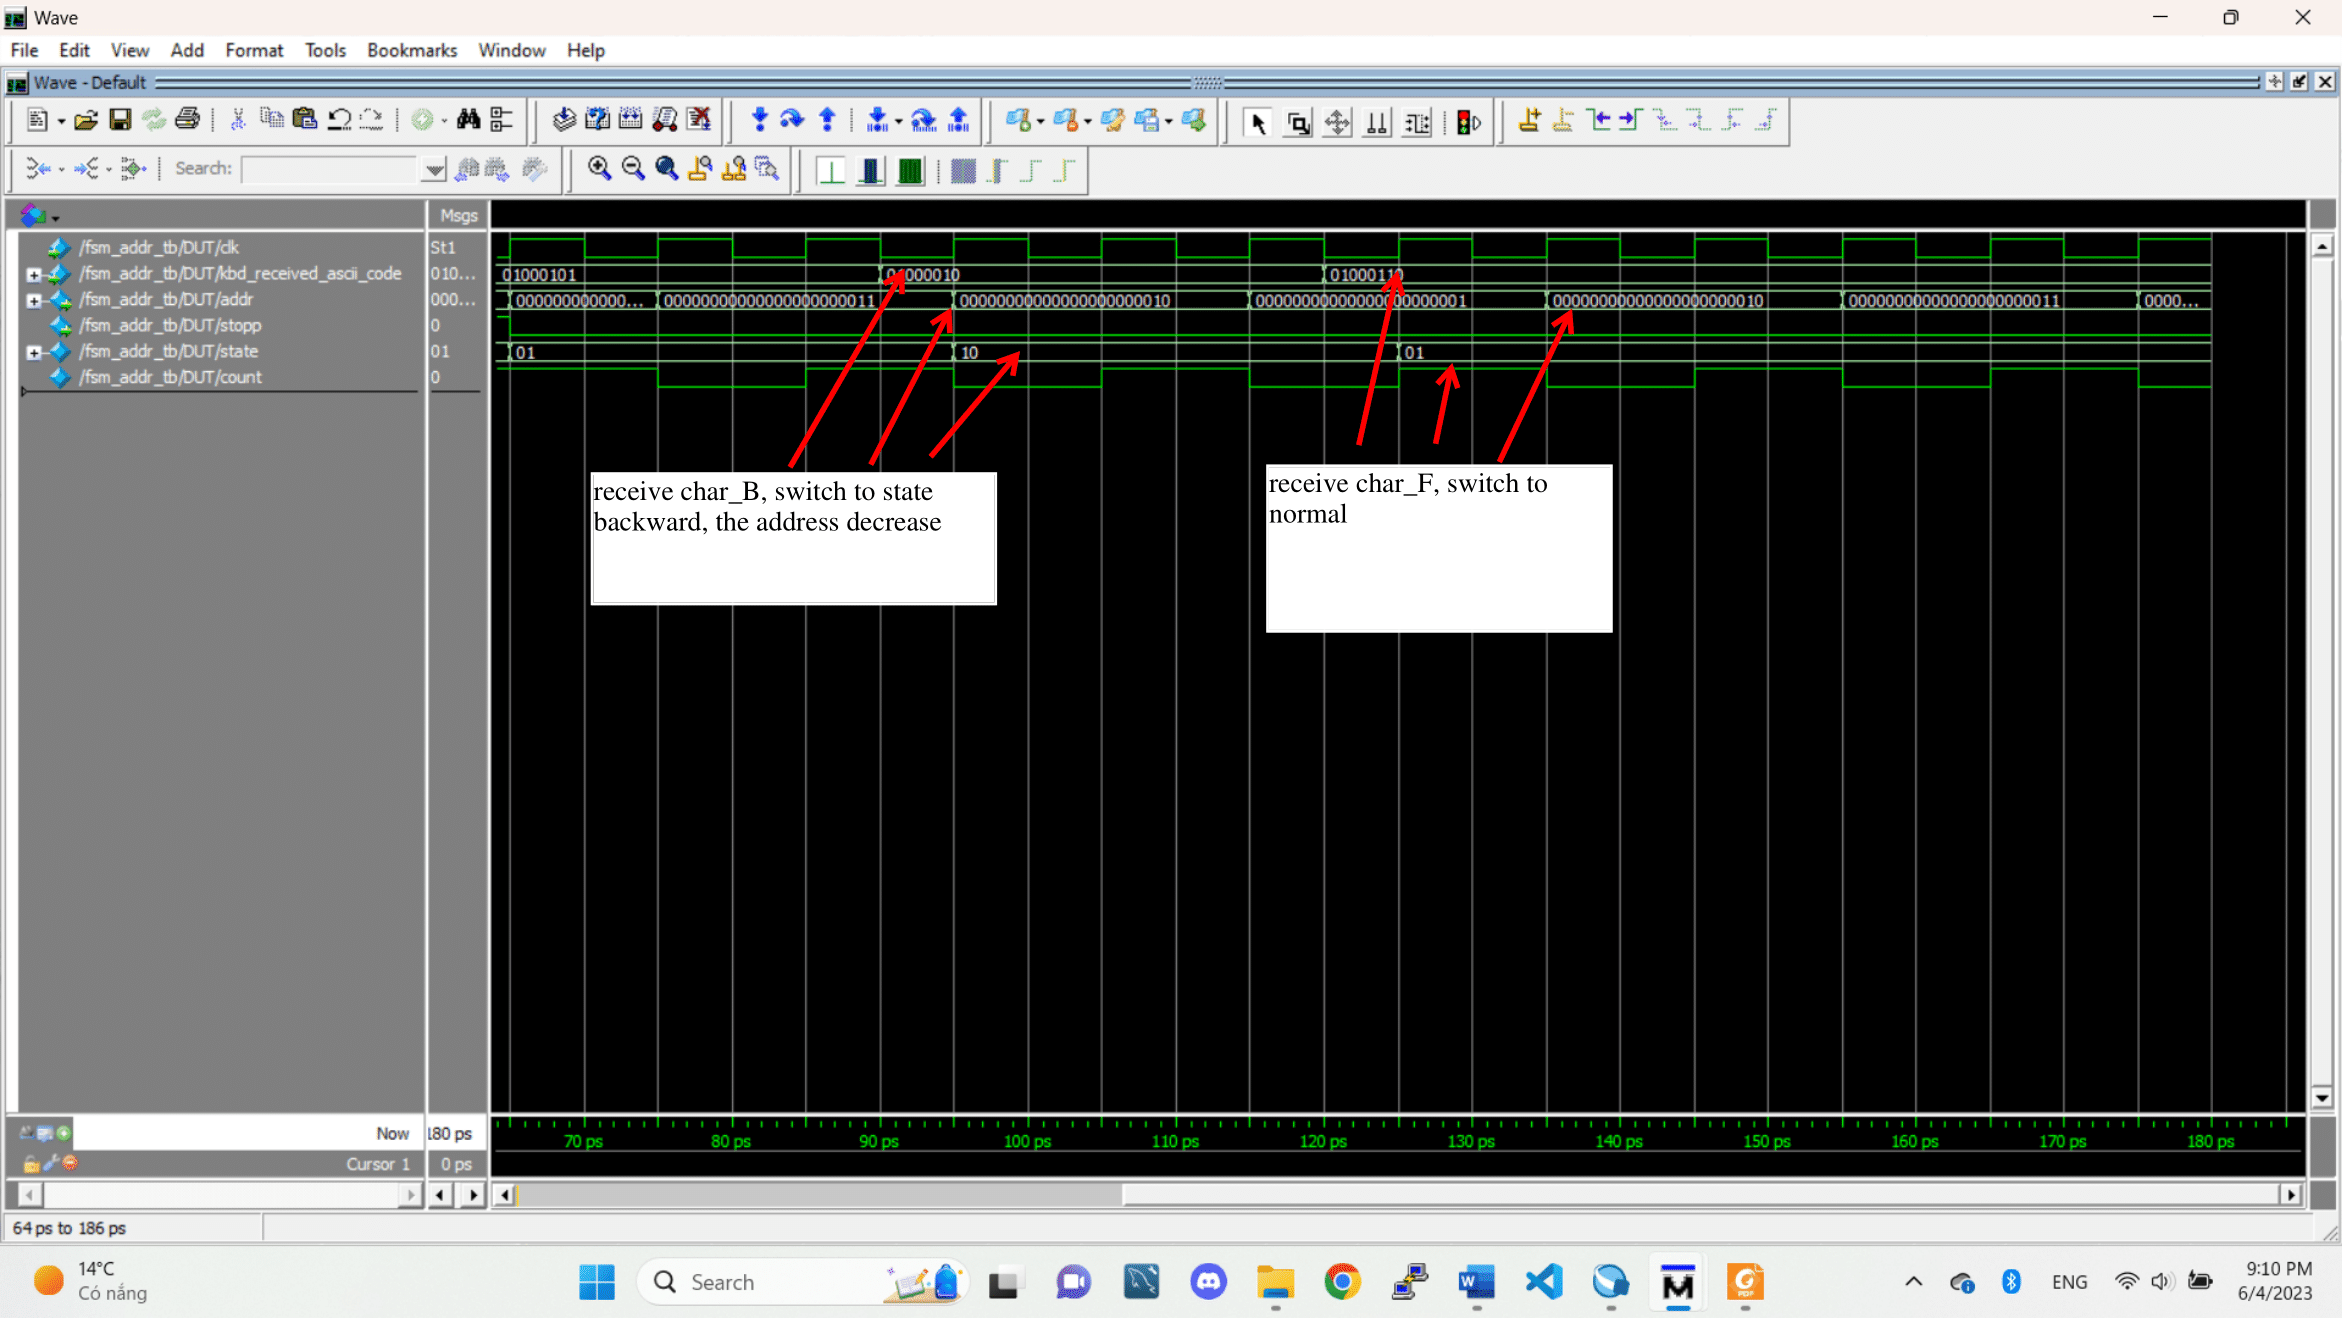 Wave
File Edit View Add Format Tools Bookmarks Window Help
Wave - Default
Search:
Msgs
/fsm_addr_tb/DUT/clk St1
/fsm_addr_tb/DUT/kbd_received_ascii_code 010... 01000101 01000010 01000110
/fsm_addr_tb/DUT/addr 000... 000000000000... 00000000000000000000011 00000000000000000000010 00000000000000000000001 00000000000000000000010 00000000000000000000011 0000...
/fsm_addr_tb/DUT/stopp 0
/fsm_addr_tb/DUT/state 01 01 10 01
/fsm_addr_tb/DUT/count 0
receive char_B, switch to state
backward, the address decrease
receive char_F, switch to
normal
Now 180 ps
70 ps 80 ps 90 ps 100 ps 110 ps 120 ps 130 ps 140 ps 150 ps 160 ps 170 ps 180 ps
Cursor 1 0 ps
64 ps to 186 ps
14°C
Có nắng
Search
ENG
9:10 PM
6/4/2023